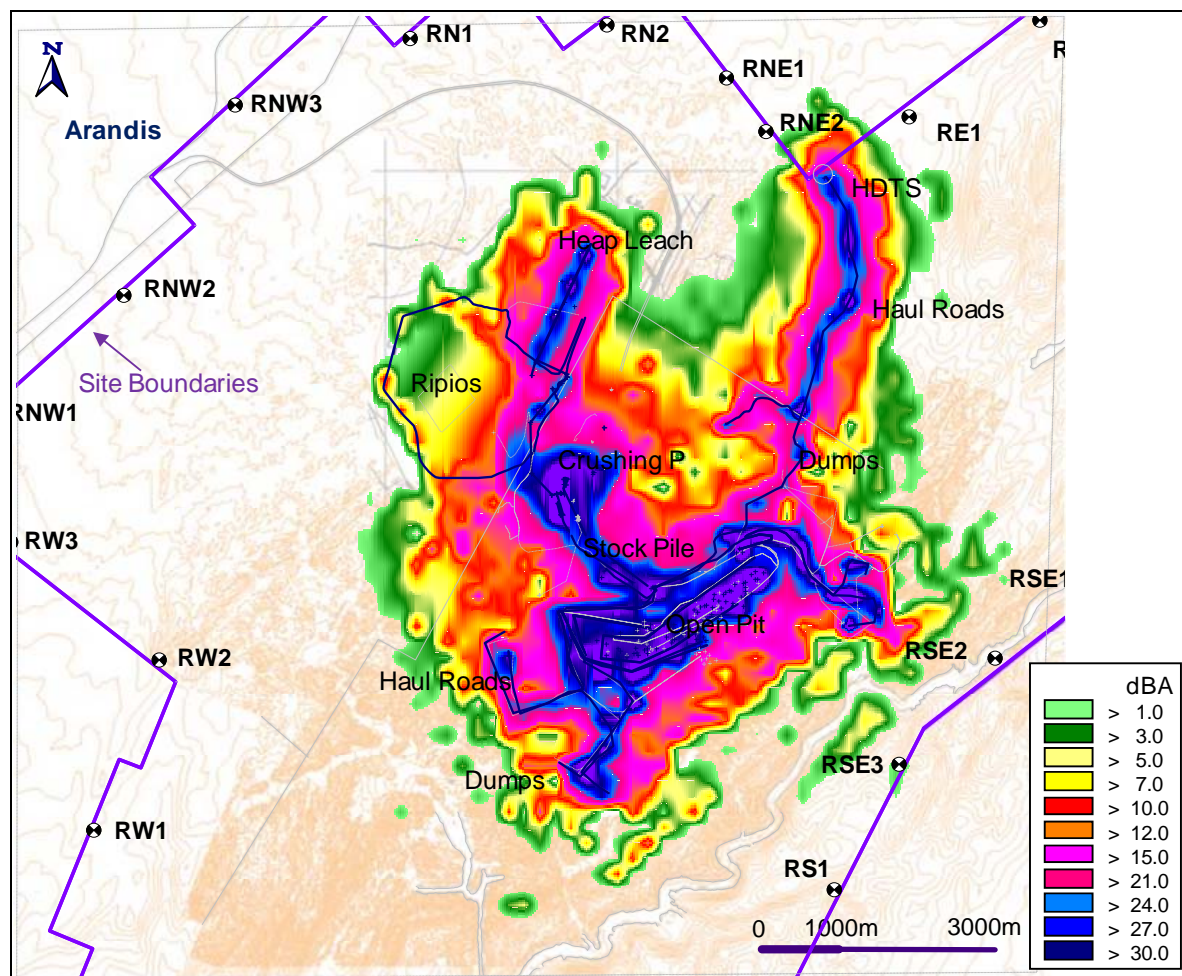 RN1
RN2
N
R
RNE1
RNW3
RE1
Arandis
RNE2
HDTS
Heap Leach
RNW2
Haul Roads
Site Boundaries
Ripios
RNW1
Crushing P
Dumps
RW3
Stock Pile
RSE1
Open Pit
RSE2
RW2
Haul Roads
dBA
> 1.0
> 3.0
> 5.0
> 7.0
> 10.0
> 12.0
> 15.0
> 21.0
> 24.0
> 27.0
> 30.0
RSE3
Dumps
RW1
RS1
0 1000m 3000m